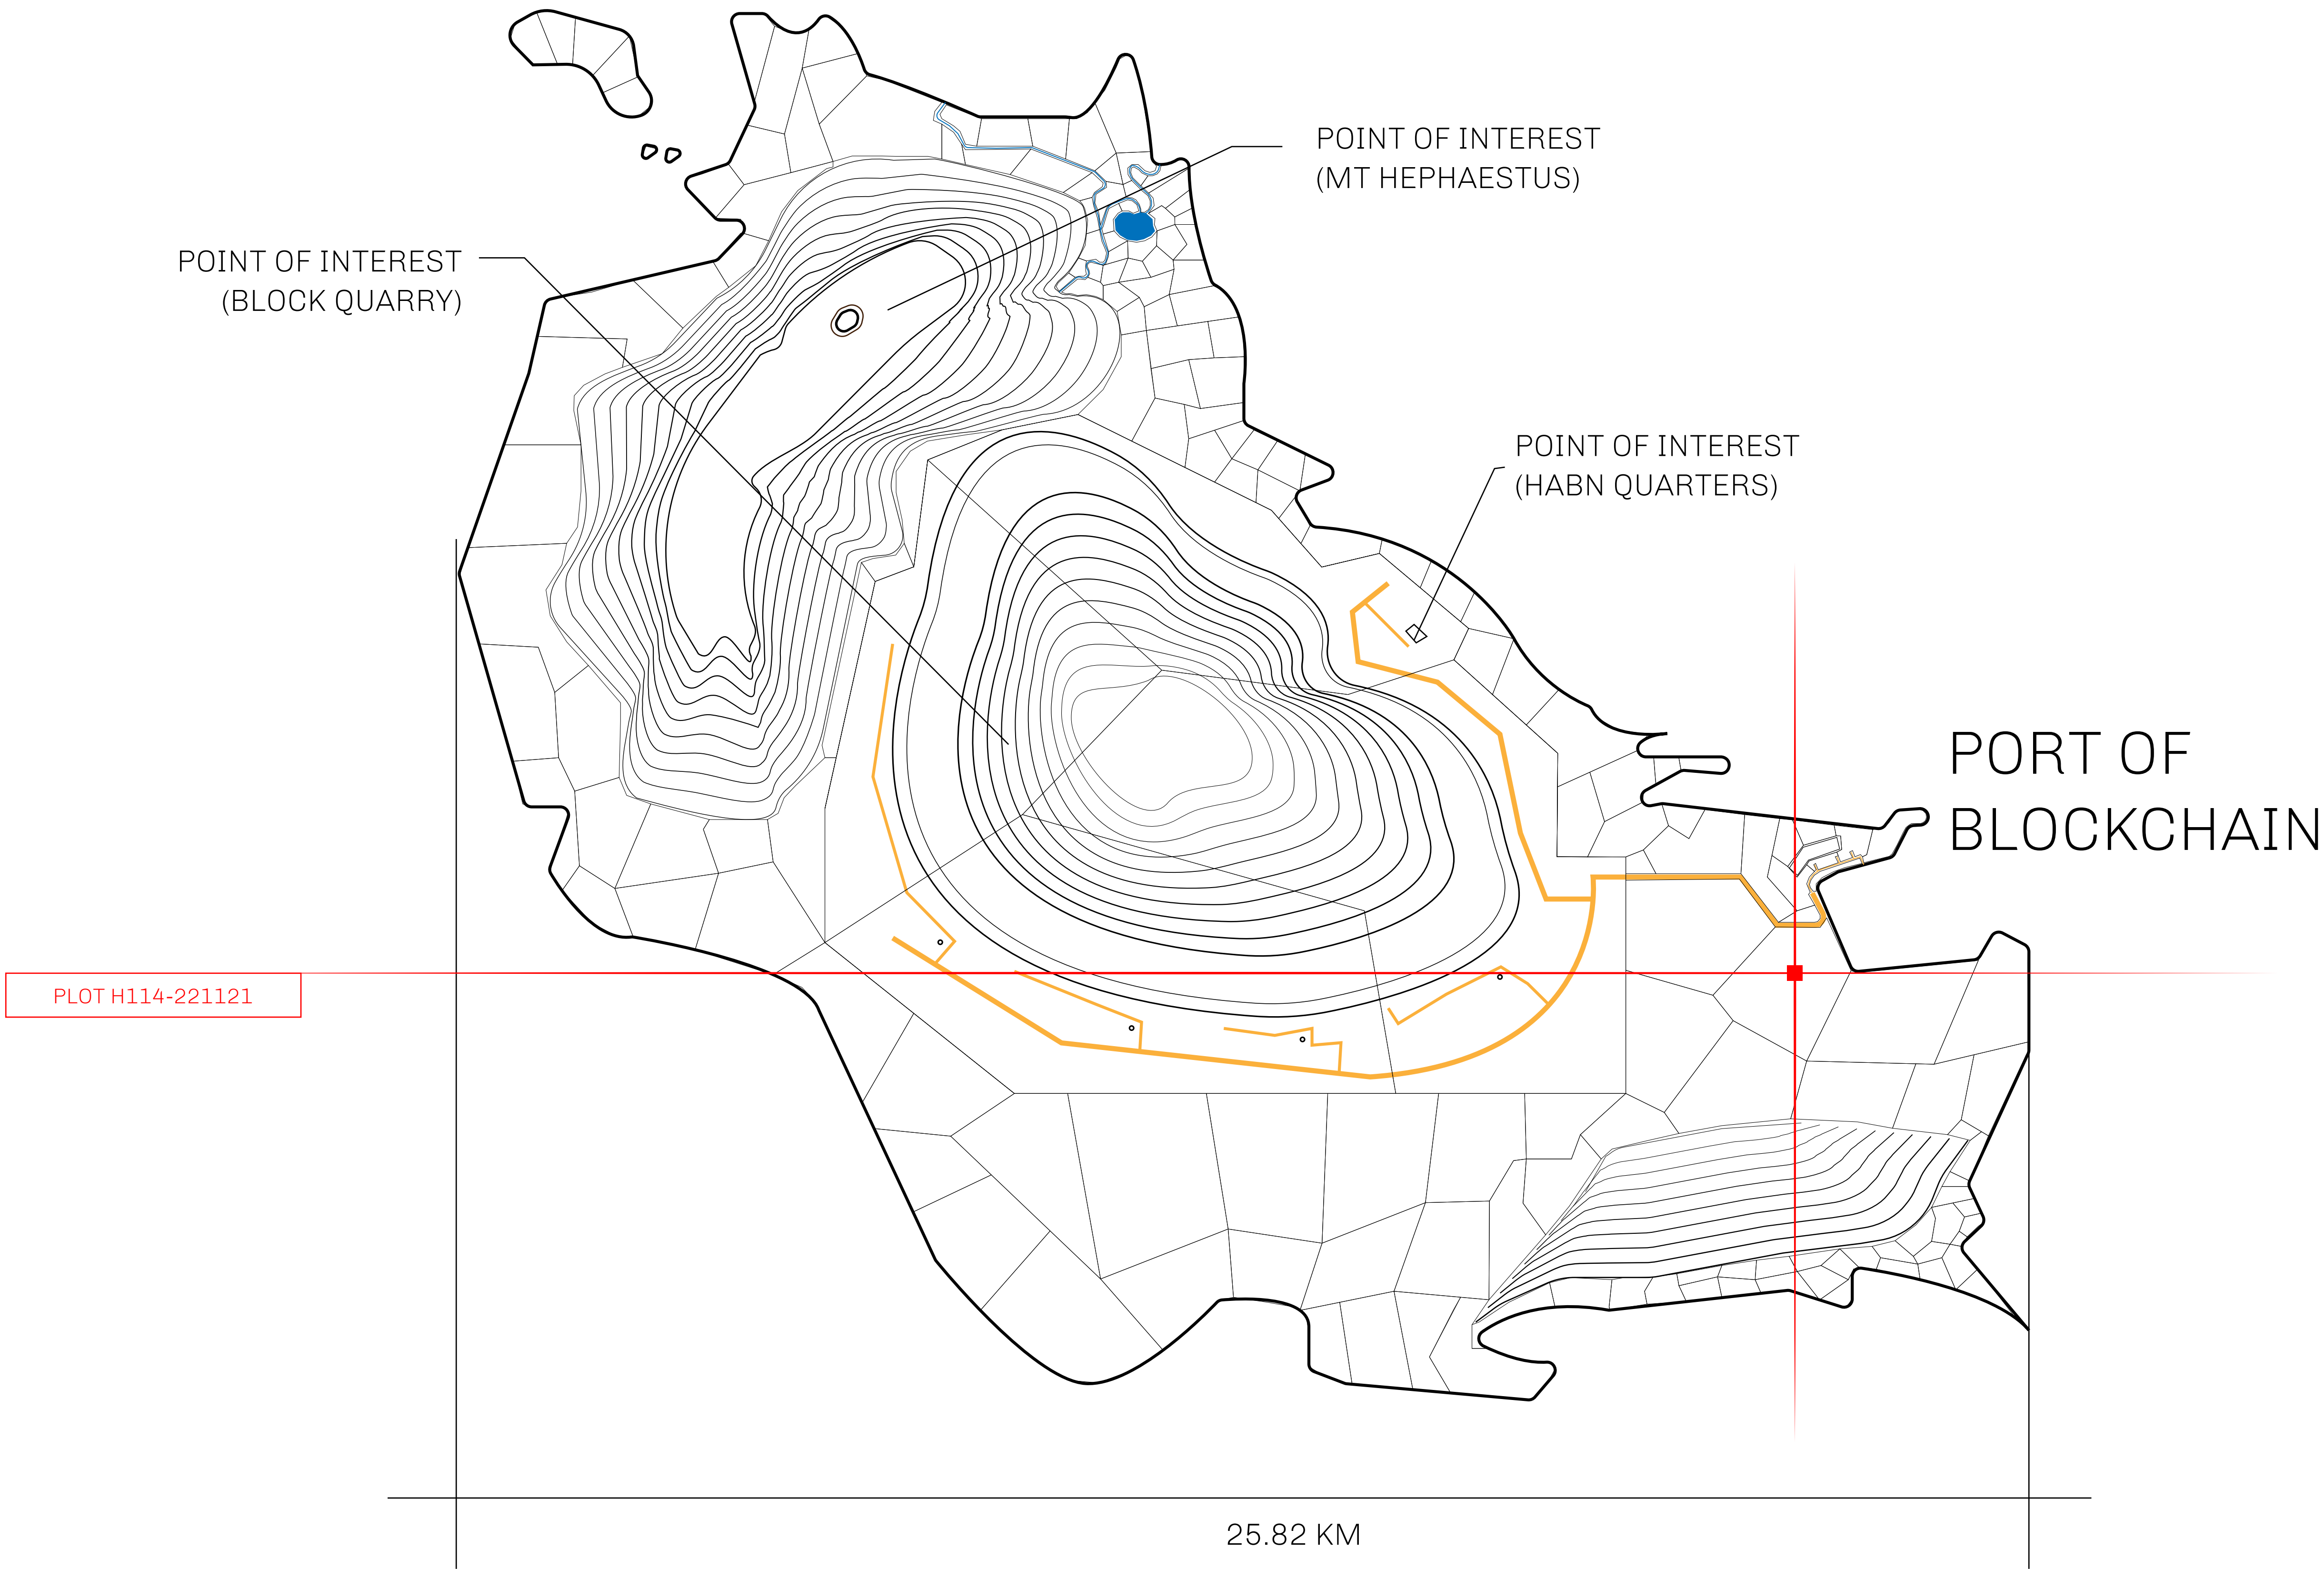 POINT OF INTEREST
(MT HEPHAESTUS)
POINT OF INTEREST
(BLOCK QUARRY)
POINT OF INTEREST
(HABN QUARTERS)
PORT OF
BLOCKCHAIN
PLOT H114-221121
25.82 KM